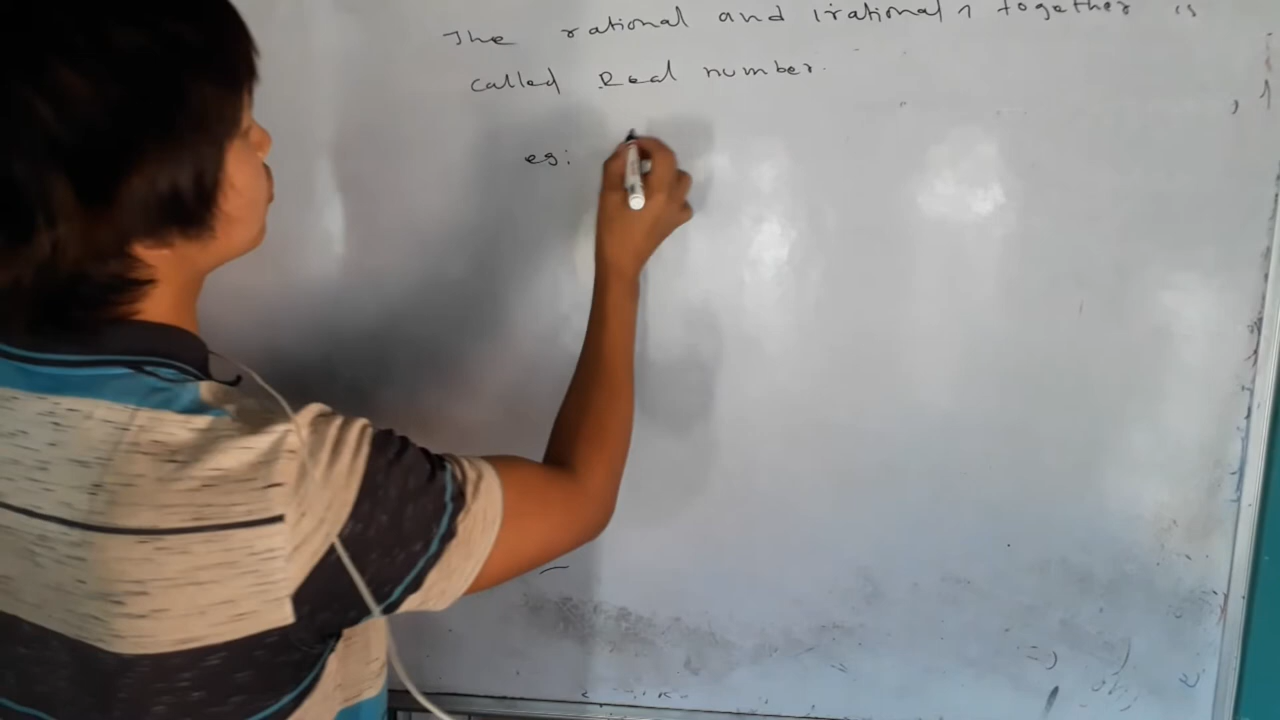 The rational and irational n together is
called Real number.
eg: